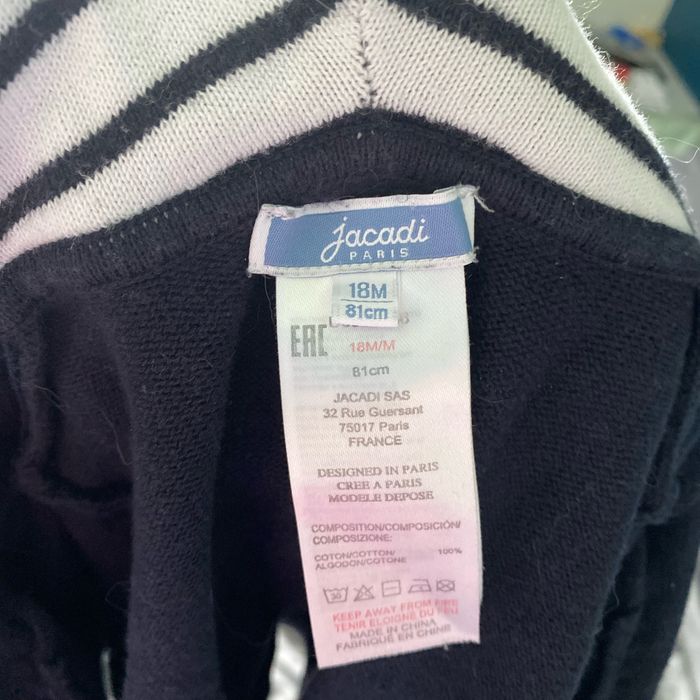 jacadi
PARIS
18M
81cm
EAC
18M/M
81cm
JACADI SAS
32 Rue Guersant
75017 Paris
FRANCE
DESIGNED IN PARIS
CREE A PARIS
MODELE DEPOSE
COMPOSITION/COMPOSICIÓN/
COMPOSIZIONE:
COTON/COTTON/ 100%
ALGODON/COTONE
30
KEEP AWAY FROM FIRE
TENIR ELOIGNE DU FEU
MADE IN CHINA
FABRIQUE EN CHINE